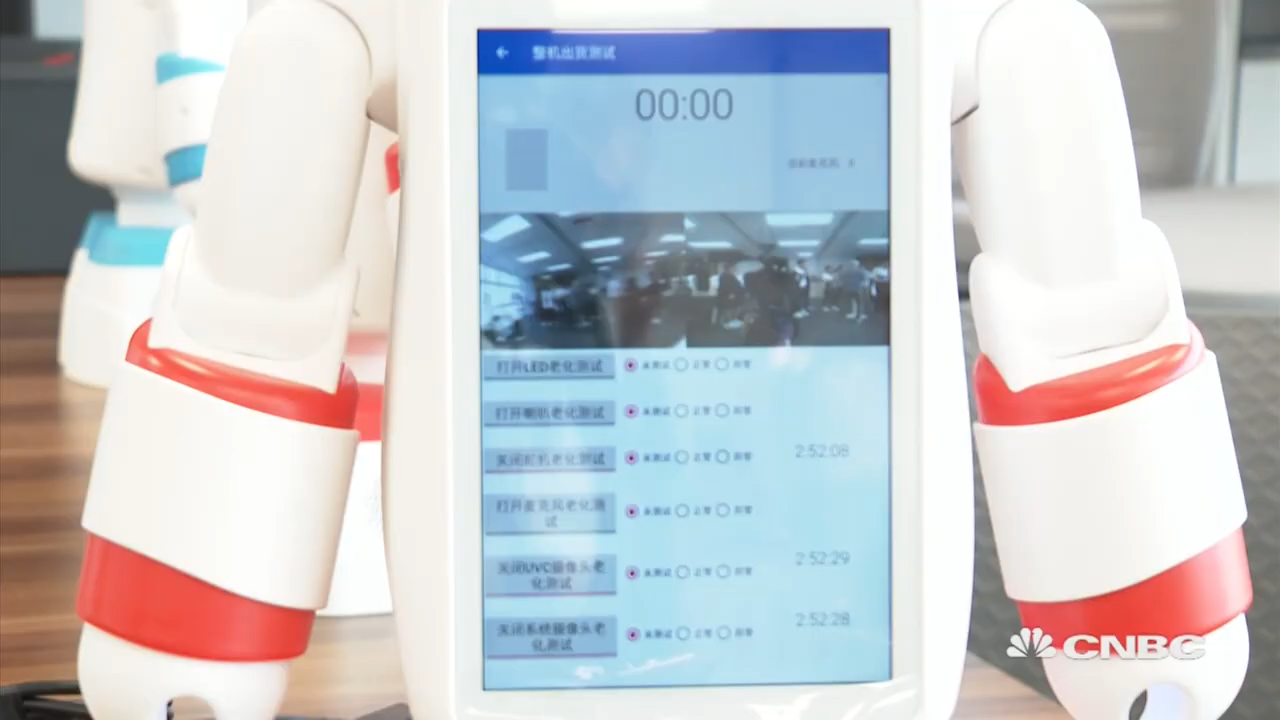 整机出货测试
00:00
打开LED老化测试 未测试 正常 异常
打开喇叭老化测试 未测试 正常 异常
关闭舵机老化测试 未测试 正常 异常 2:52:08
打开麦克风老化测
试 未测试 正常 异常
关闭UVC摄像头老
化测试 未测试 正常 异常 2:52:29
关闭系统摄像头老
化测试 未测试 正常 异常 2:52:28
CNBC